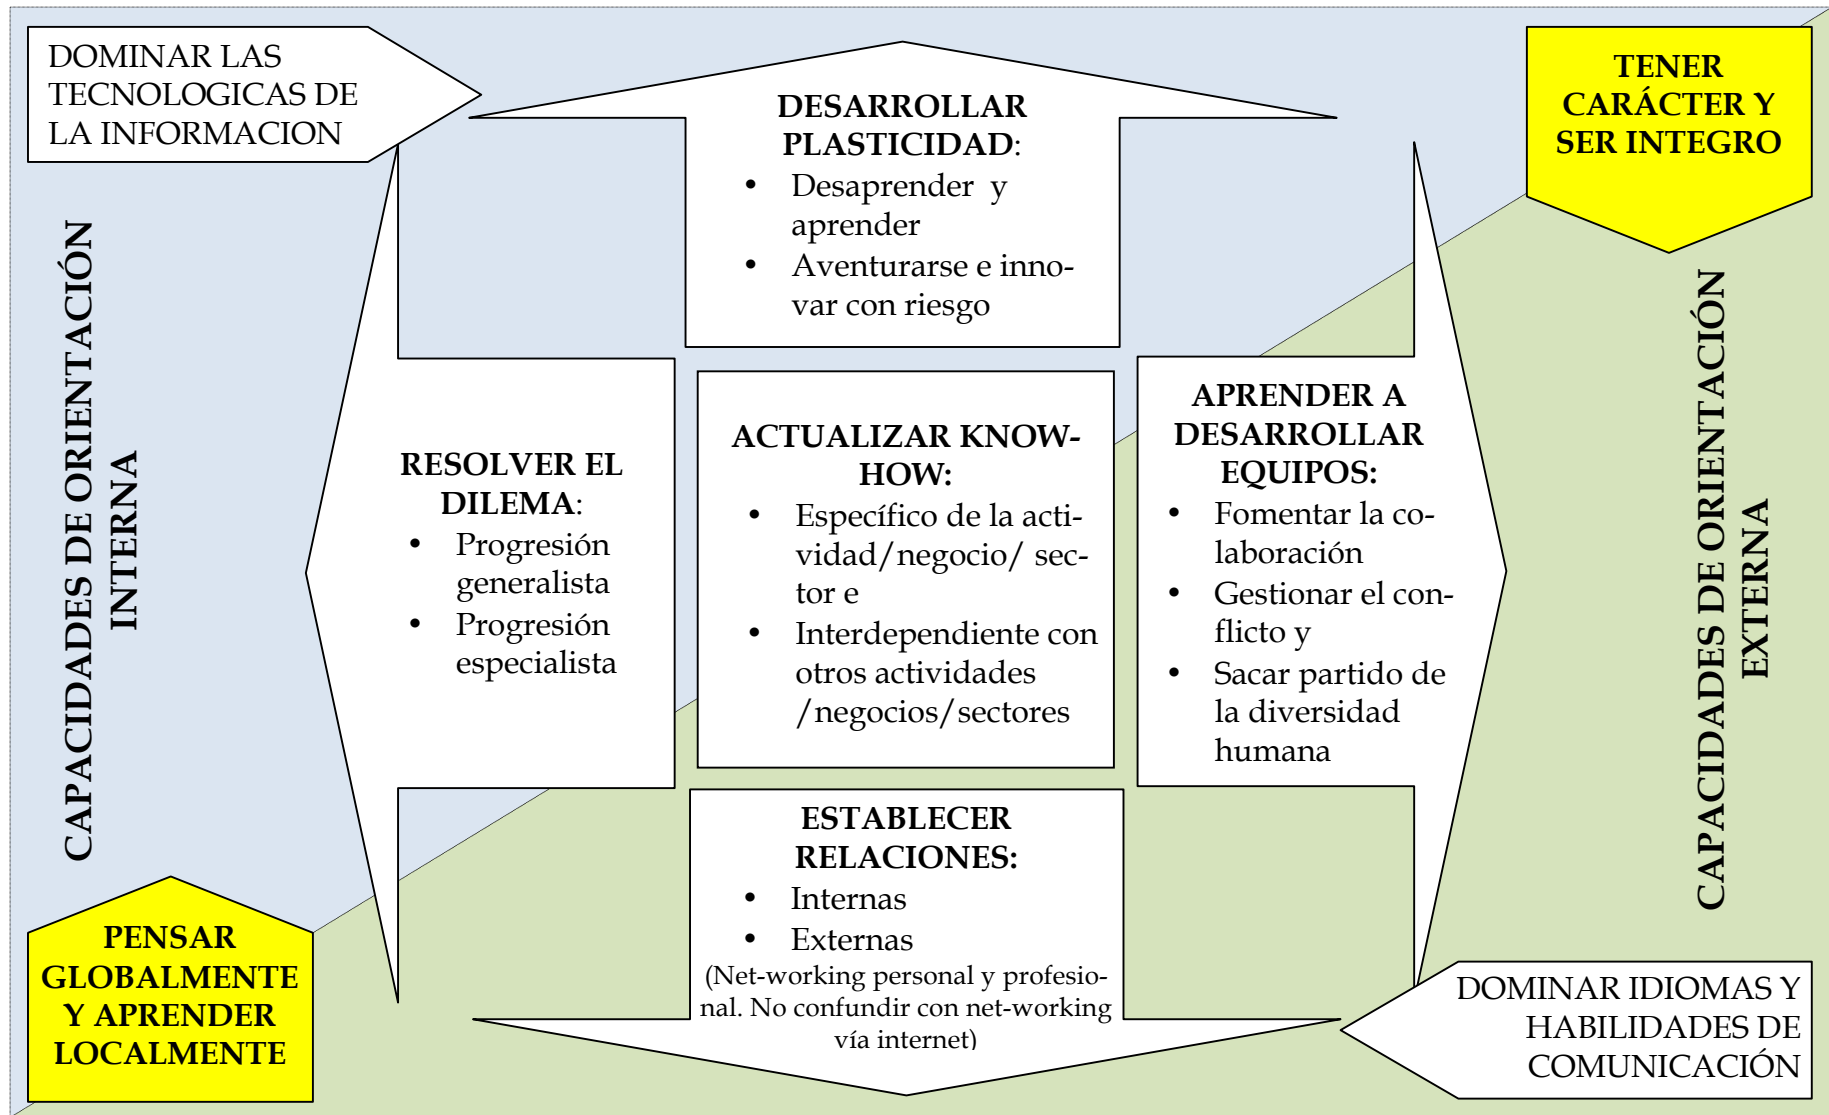 DOMINAR LAS
TECNOLOGICAS DE
LA INFORMACION
DESARROLLAR
PLASTICIDAD:
• Desaprender y
aprender
• Aventurarse e inno-
var con riesgo
TENER
CARÁCTER Y
SER INTEGRO
CAPACIDADES DE ORIENTACIÓN
INTERNA
RESOLVER EL
DILEMA:
• Progresión
generalista
• Progresión
especialista
ACTUALIZAR KNOW-
HOW:
• Específico de la acti-
vidad/negocio/ sec-
tor e
• Interdependiente con
otros actividades
/negocios/sectores
APRENDER A
DESARROLLAR
EQUIPOS:
• Fomentar la co-
laboración
• Gestionar el con-
flicto y
• Sacar partido de
la diversidad
humana
CAPACIDADES DE ORIENTACIÓN
EXTERNA
PENSAR
GLOBALMENTE
Y APRENDER
LOCALMENTE
ESTABLECER
RELACIONES:
• Internas
• Externas
(Net-working personal y profesio-
nal. No confundir con net-working
vía internet)
DOMINAR IDIOMAS Y
HABILIDADES DE
COMUNICACIÓN